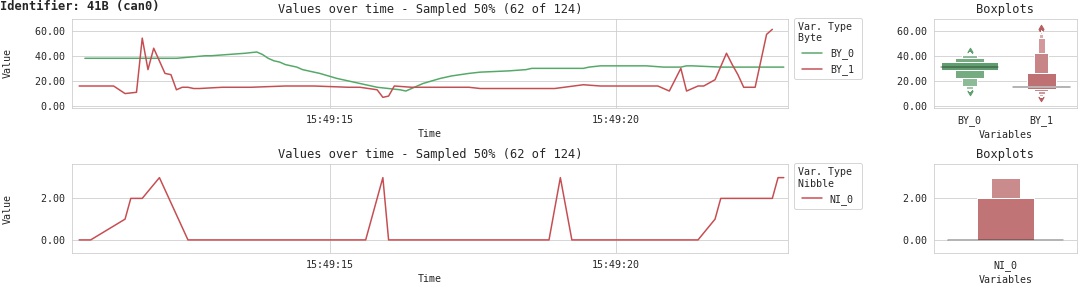 Identifier: 41B (can0)
Values over time - Sampled 50% (62 of 124)
Boxplots
60.00
40.00
20.00
0.00
Value
15:49:15
15:49:20
Time
Var. Type
Byte
BY_0
BY_1
60.00
40.00
20.00
0.00
BY_0
BY_1
Variables
Values over time - Sampled 50% (62 of 124)
Boxplots
2.00
0.00
Value
15:49:15
15:49:20
Time
Var. Type
Nibble
NI_0
2.00
0.00
NI_0
Variables